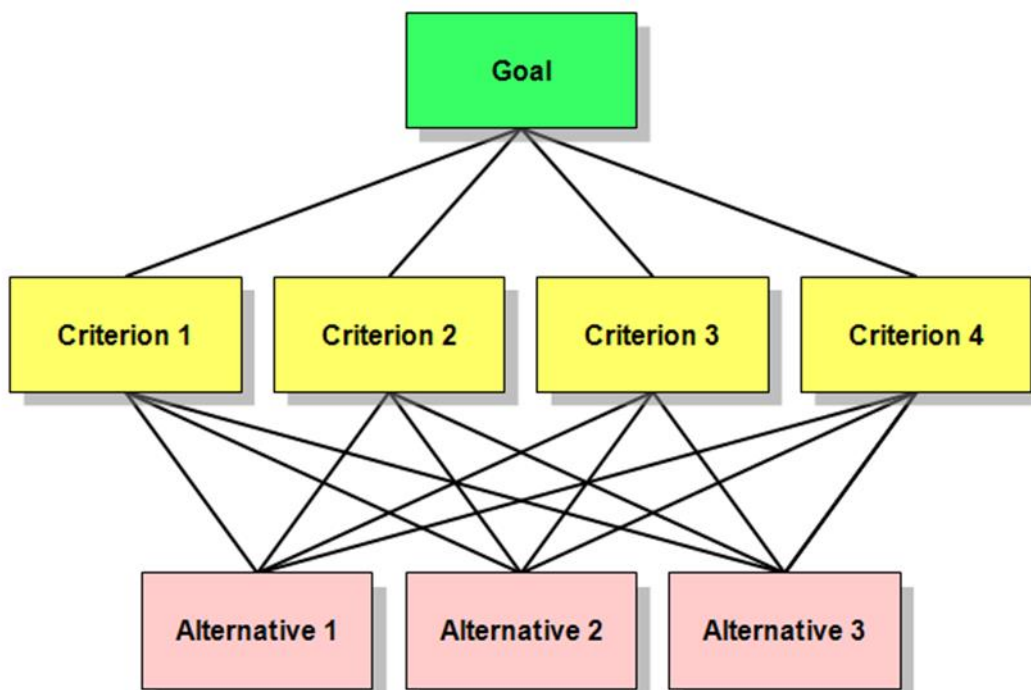 Goal
Criterion 1
Criterion 2
Criterion 3
Criterion 4
Alternative 1
Alternative 2
Alternative 3